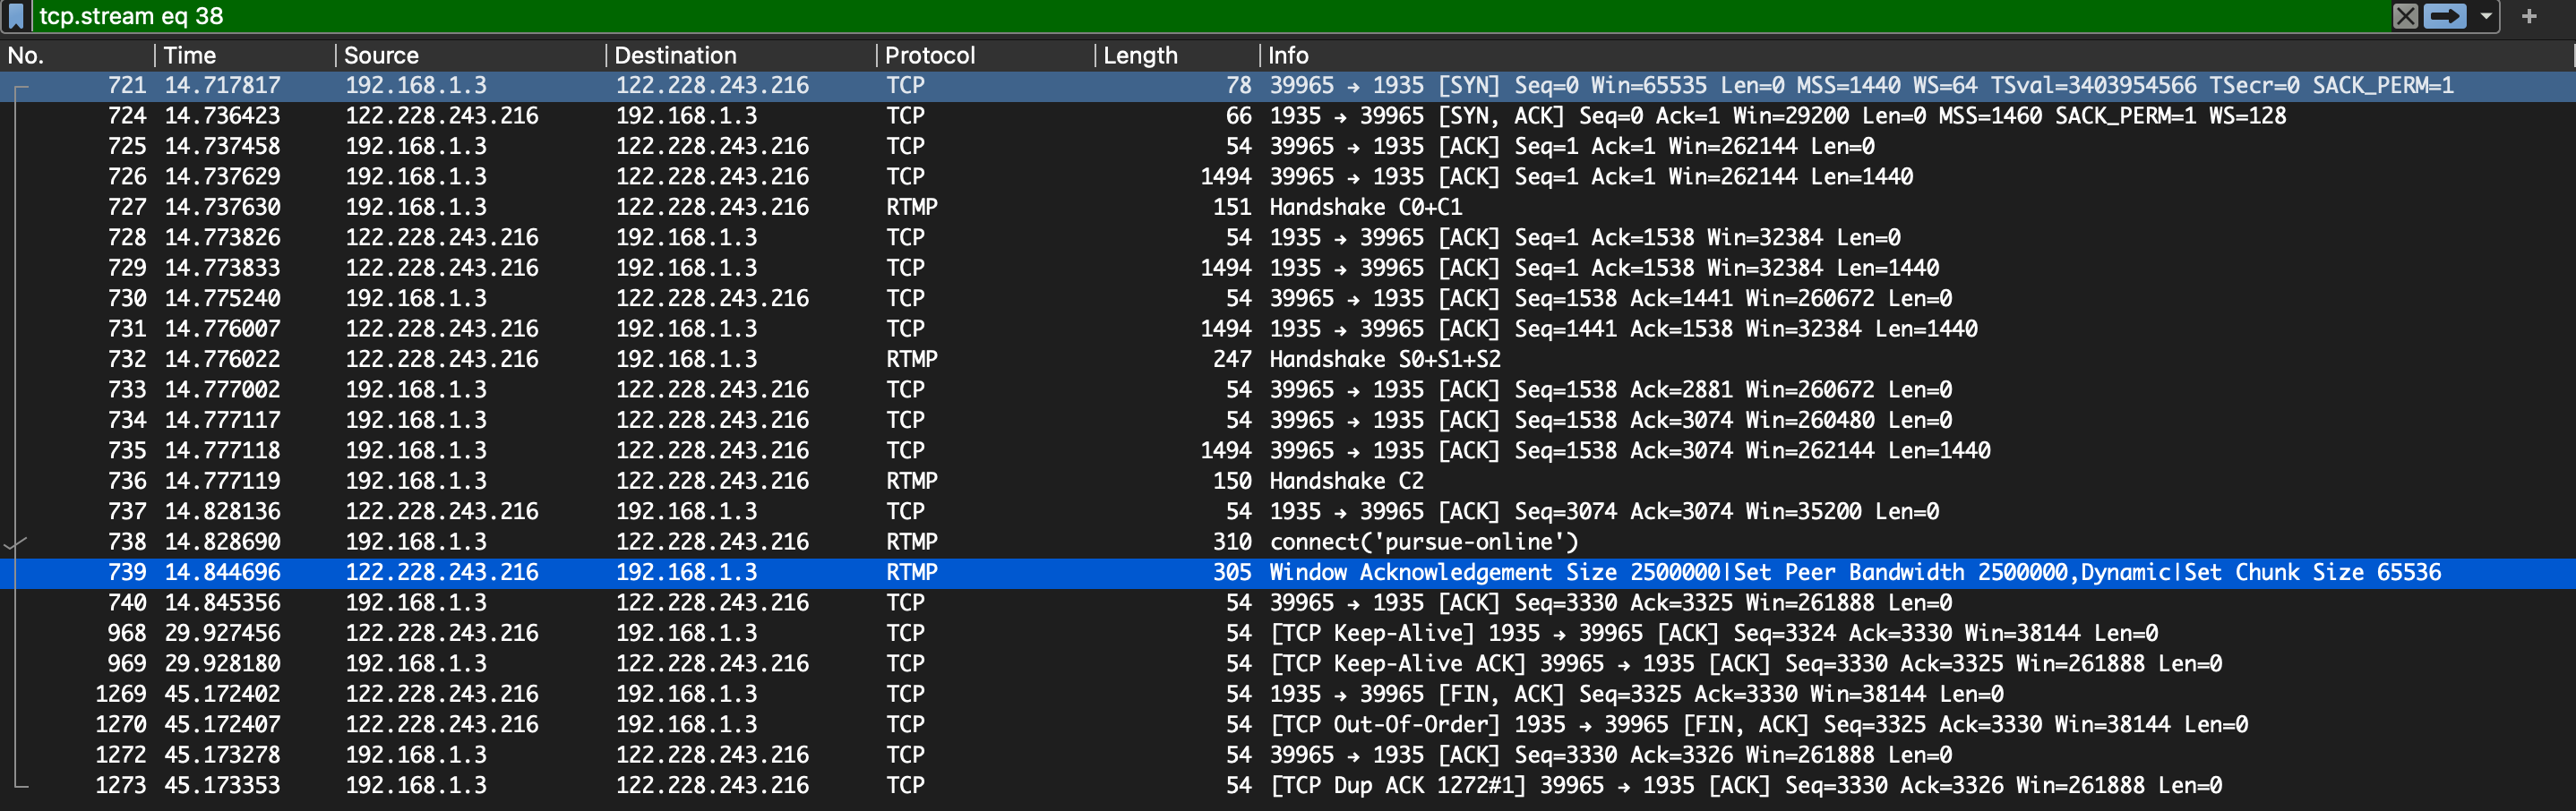 tcp.stream eq 38
No. Time Source Destination Protocol Length Info
721 14.717817 192.168.1.3 122.228.243.216 TCP 78 39965 → 1935 [SYN] Seq=0 Win=65535 Len=0 MSS=1440 WS=64 TSval=3403954566 TSecr=0 SACK_PERM=1
724 14.736423 122.228.243.216 192.168.1.3 TCP 66 1935 → 39965 [SYN, ACK] Seq=0 Ack=1 Win=29200 Len=0 MSS=1460 SACK_PERM=1 WS=128
725 14.737458 192.168.1.3 122.228.243.216 TCP 54 39965 → 1935 [ACK] Seq=1 Ack=1 Win=262144 Len=0
726 14.737629 192.168.1.3 122.228.243.216 TCP 1494 39965 → 1935 [ACK] Seq=1 Ack=1 Win=262144 Len=1440
727 14.737630 192.168.1.3 122.228.243.216 RTMP 151 Handshake C0+C1
728 14.773826 122.228.243.216 192.168.1.3 TCP 54 1935 → 39965 [ACK] Seq=1 Ack=1538 Win=32384 Len=0
729 14.773833 122.228.243.216 192.168.1.3 TCP 1494 1935 → 39965 [ACK] Seq=1 Ack=1538 Win=32384 Len=1440
730 14.775240 192.168.1.3 122.228.243.216 TCP 54 39965 → 1935 [ACK] Seq=1538 Ack=1441 Win=260672 Len=0
731 14.776007 122.228.243.216 192.168.1.3 TCP 1494 1935 → 39965 [ACK] Seq=1441 Ack=1538 Win=32384 Len=1440
732 14.776022 122.228.243.216 192.168.1.3 RTMP 247 Handshake S0+S1+S2
733 14.777002 192.168.1.3 122.228.243.216 TCP 54 39965 → 1935 [ACK] Seq=1538 Ack=2881 Win=260672 Len=0
734 14.777117 192.168.1.3 122.228.243.216 TCP 54 39965 → 1935 [ACK] Seq=1538 Ack=3074 Win=260480 Len=0
735 14.777118 192.168.1.3 122.228.243.216 TCP 1494 39965 → 1935 [ACK] Seq=1538 Ack=3074 Win=262144 Len=1440
736 14.777119 192.168.1.3 122.228.243.216 RTMP 150 Handshake C2
737 14.828136 122.228.243.216 192.168.1.3 TCP 54 1935 → 39965 [ACK] Seq=3074 Ack=3074 Win=35200 Len=0
738 14.828690 192.168.1.3 122.228.243.216 RTMP 310 connect('pursue-online')
739 14.844696 122.228.243.216 192.168.1.3 RTMP 305 Window Acknowledgement Size 2500000|Set Peer Bandwidth 2500000,Dynamic|Set Chunk Size 65536
740 14.845356 192.168.1.3 122.228.243.216 TCP 54 39965 → 1935 [ACK] Seq=3330 Ack=3325 Win=261888 Len=0
968 29.927456 122.228.243.216 192.168.1.3 TCP 54 [TCP Keep-Alive] 1935 → 39965 [ACK] Seq=3324 Ack=3330 Win=38144 Len=0
969 29.928180 192.168.1.3 122.228.243.216 TCP 54 [TCP Keep-Alive ACK] 39965 → 1935 [ACK] Seq=3330 Ack=3325 Win=261888 Len=0
1269 45.172402 122.228.243.216 192.168.1.3 TCP 54 1935 → 39965 [FIN, ACK] Seq=3325 Ack=3330 Win=38144 Len=0
1270 45.172407 122.228.243.216 192.168.1.3 TCP 54 [TCP Out-Of-Order] 1935 → 39965 [FIN, ACK] Seq=3325 Ack=3330 Win=38144 Len=0
1272 45.173278 192.168.1.3 122.228.243.216 TCP 54 39965 → 1935 [ACK] Seq=3330 Ack=3326 Win=261888 Len=0
1273 45.173353 192.168.1.3 122.228.243.216 TCP 54 [TCP Dup ACK 1272#1] 39965 → 1935 [ACK] Seq=3330 Ack=3326 Win=261888 Len=0